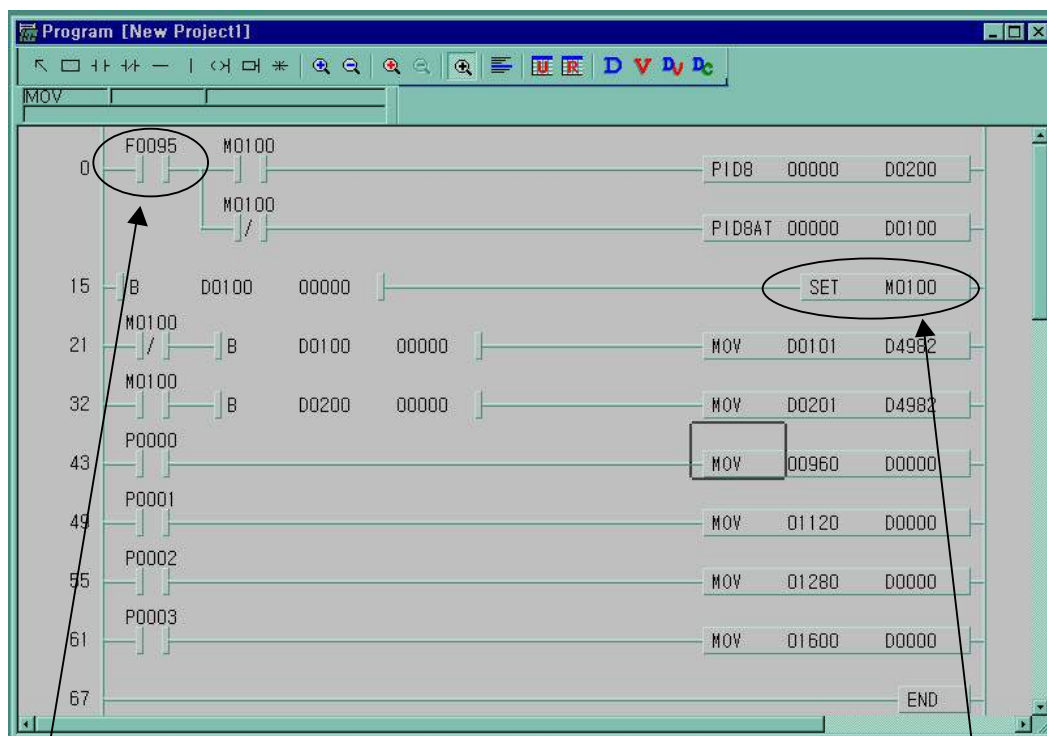 Program [New Project1]
U R D V DU DC
MOV
F0095 M0100
0 PID8 00000 D0200
M0100
/ PID8AT 00000 D0100
15 B D0100 00000 SET M0100
M0100
21 / B D0100 00000 MOV D0101 D4982
M0100
32 B D0200 00000 MOV D0201 D4982
P0000
43 MOV 00960 D0000
P0001
49 MOV 01120 D0000
P0002
55 MOV 01280 D0000
P0003
61 MOV 01600 D0000
67 END